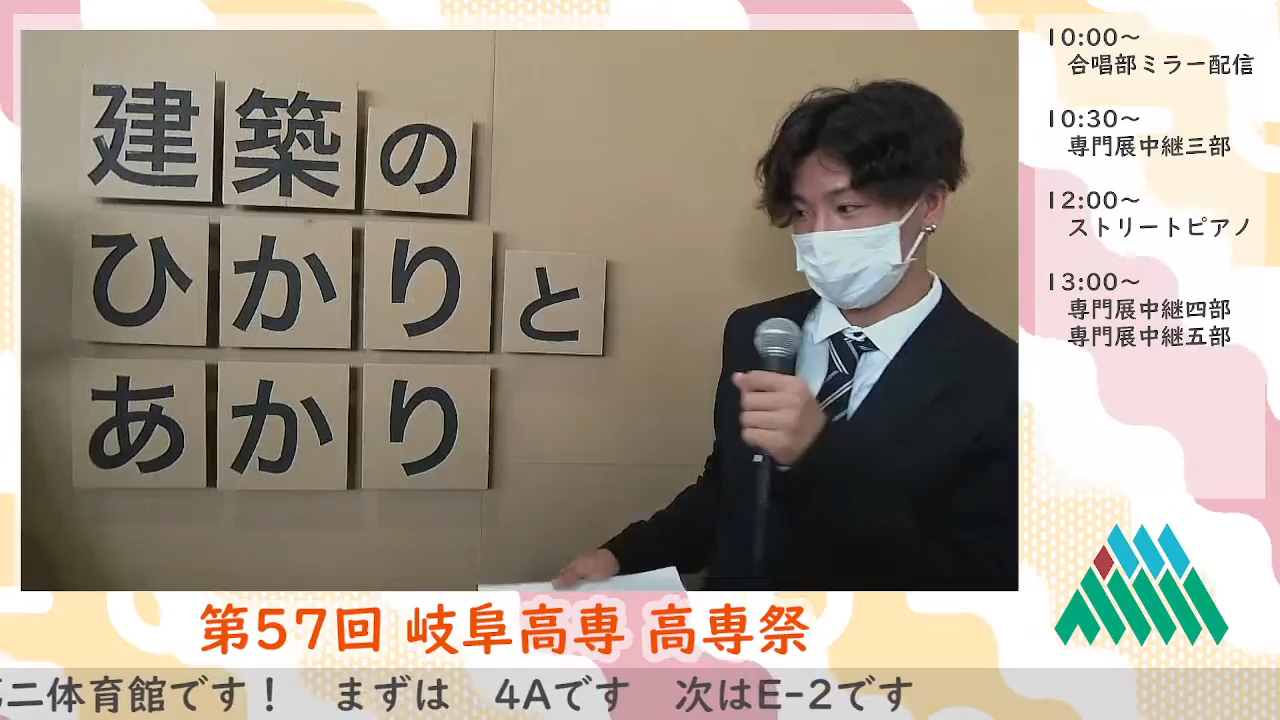 建築の
ひかりと
あかり
10:00～
合唱部ミラー配信
10:30～
専門展中継三部
12:00～
ストリートピアノ
13:00～
専門展中継四部
専門展中継五部
第57回 岐阜高専 高専祭
二体育館です！　まずは　4Aです　次はE-2です